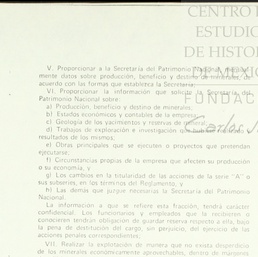 CENTRO
ESTUDIO
DE HISTOR
FUNDAC
V. Proporcionar a la Secretaría del Patrimonio Nacional,
mente datos sobre producción, beneficio y destino de minerales, de
acuerdo con las formas que establezca la Secretaría;
VI. Proporcionar la información que solicite la Secretaría del
Patrimonio Nacional sobre:
a) Producción, beneficio y destino de minerales;
b) Estados económicos y contables de la empresa;
c) Geología de los yacimientos y reservas de
d) Trabajos de exploración e investigación que
resultados de los mismos;
e) Obras principales que se ejecuten o proyectos que pretendan
ejecutarse;
f) Circunstancias propias de la empresa que afecten su producción
o su economía, y
g) Los cambios en la titularidad de las acciones de la serie "A" o
sus subseries, en los términos del Reglamento, y
h) Las demás que juzgue necesarias la Secretaría del Patrimonio
Nacional.
La información a que se refiere esta fracción, tendrá carácter
confidencial. Los funcionarios y empleados que la recibieren o
conocieren tendrán obligación de guardar reserva respecto a ella, bajo
la pena de destitución del cargo, sin perjuicio, del ejercicio de las
acciones penales correspondientes;
VII. Realizar la explotación de manera que no exista desperdicio
de los minerales económicamente aprovechables, dentro de márgenes